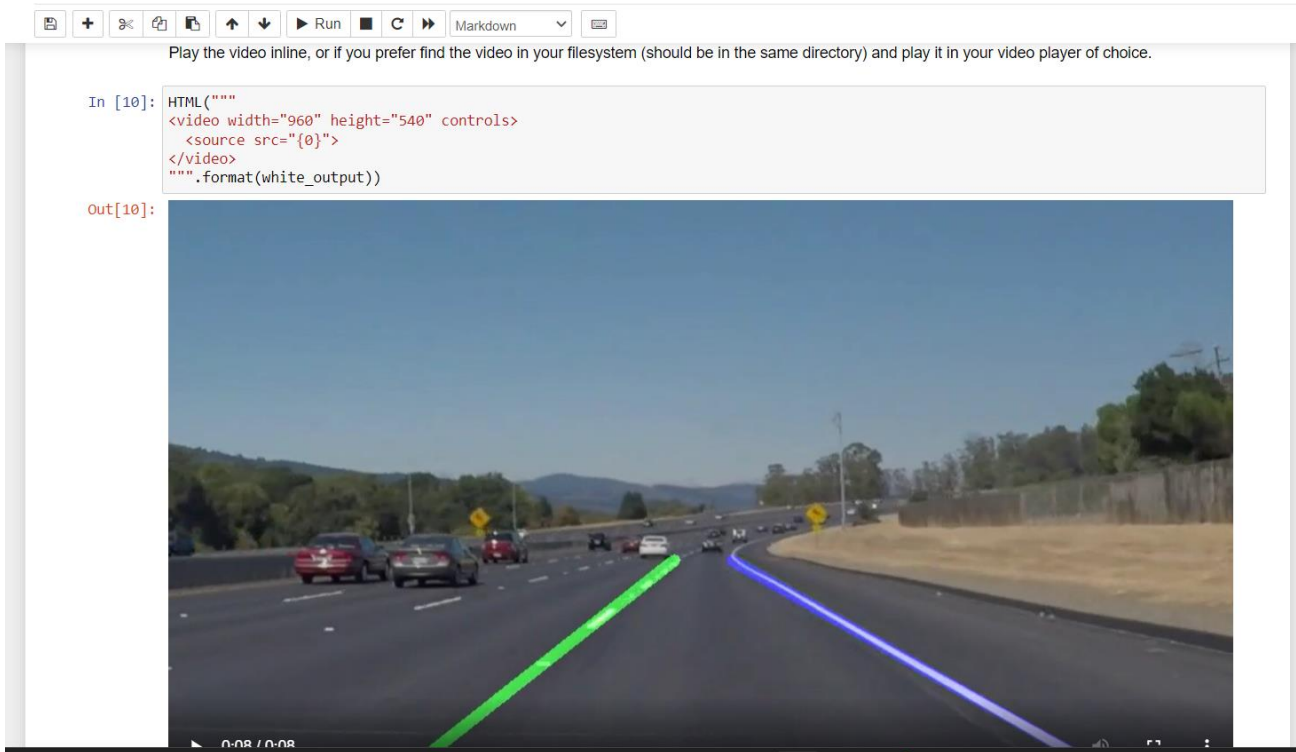 Run
Markdown
Play the video inline, or if you prefer find the video in your filesystem (should be in the same directory) and play it in your video player of choice.
In [10]: HTML("""
<video width="960" height="540" controls>
  <source src="{0}">
</video>
""".format(white_output))
Out[10]:
0:08 / 0:08